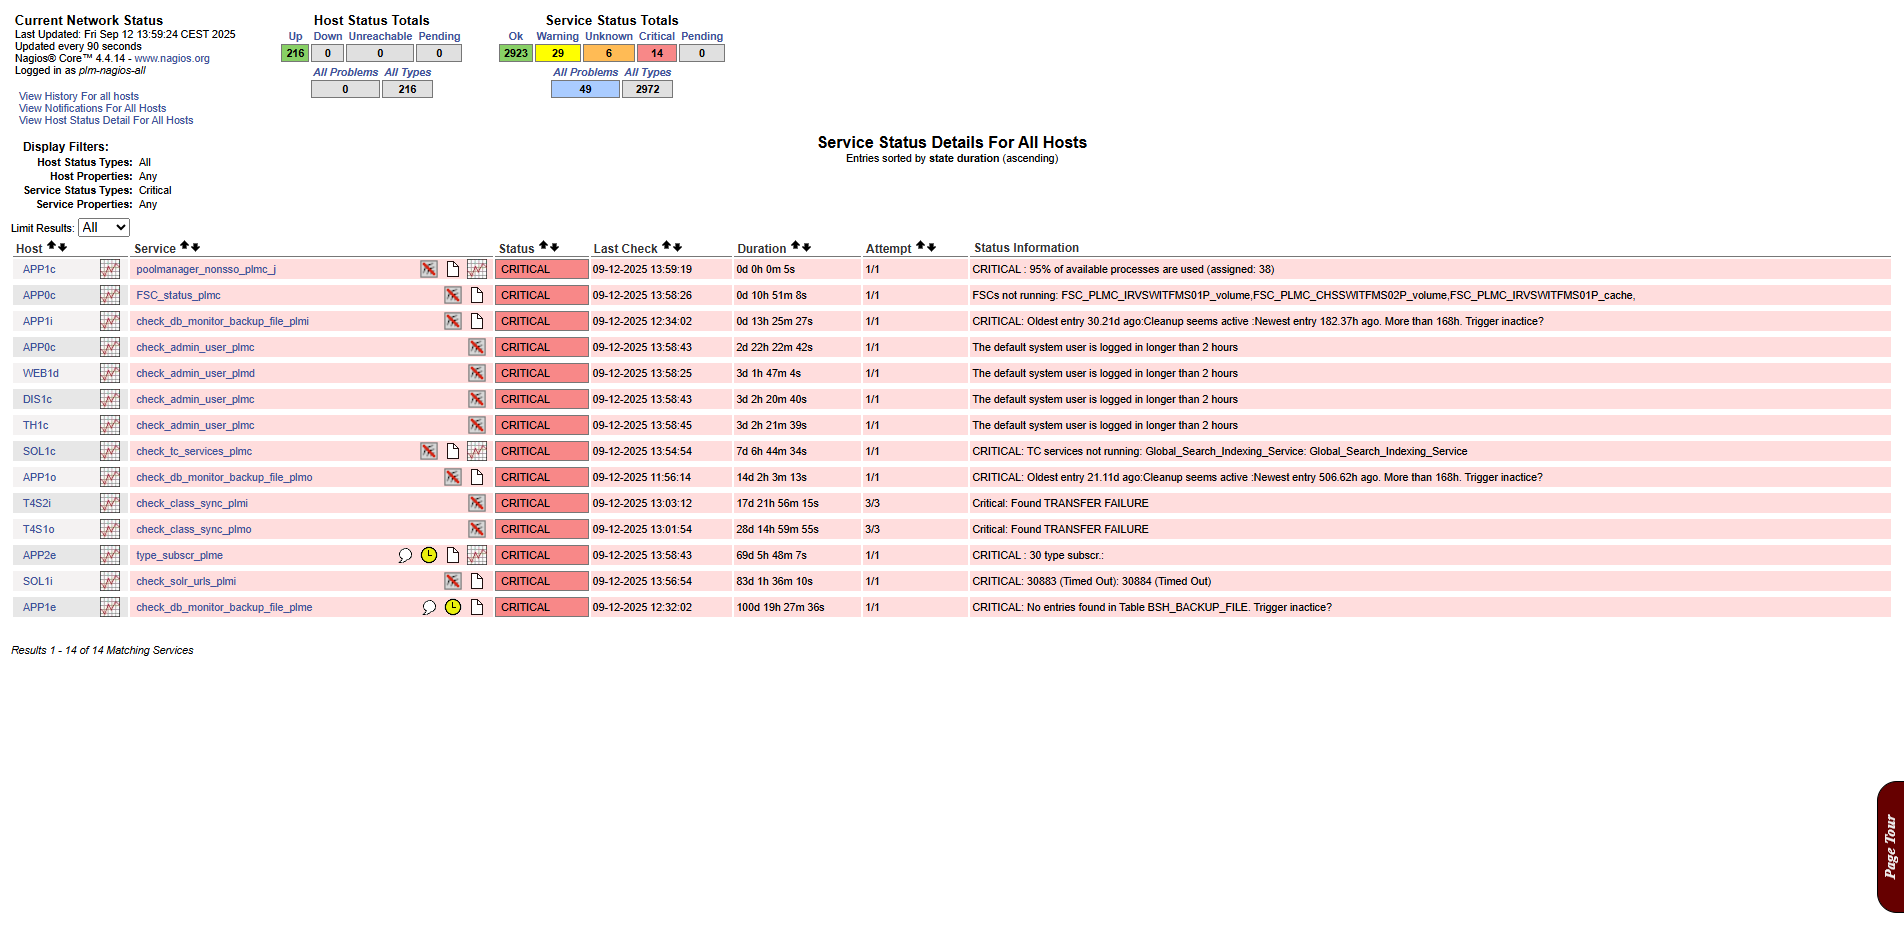 Current Network Status
Last Updated: Fri Sep 12 13:59:24 CEST 2025
Updated every 90 seconds
Nagios® Core™ 4.4.14 - www.nagios.org
Logged in as plm-nagios-all
View History For all hosts
View Notifications For All Hosts
View Host Status Detail For All Hosts
Host Status Totals
Up Down Unreachable Pending
216 0 0 0
All Problems All Types
0 216
Service Status Totals
Ok Warning Unknown Critical Pending
2923 29 6 14 0
All Problems All Types
49 2972
Display Filters:
Host Status Types: All
Host Properties: Any
Service Status Types: Critical
Service Properties: Any
Service Status Details For All Hosts
Entries sorted by state duration (ascending)
Limit Results: All
Host Service Status Last Check Duration Attempt Status Information
APP1c poolmanager_nonsso_plmc_j CRITICAL 09-12-2025 13:59:19 0d 0h 0m 5s 1/1 CRITICAL : 95% of available processes are used (assigned: 38)
APP0c FSC_status_plmc CRITICAL 09-12-2025 13:58:26 0d 10h 51m 8s 1/1 FSCs not running: FSC_PLMC_IRVSWITFMS01P_volume,FSC_PLMC_CHSSWITFMS02P_volume,FSC_PLMC_IRVSWITFMS01P_cache,
APP1i check_db_monitor_backup_file_plmi CRITICAL 09-12-2025 12:34:02 0d 13h 25m 27s 1/1 CRITICAL: Oldest entry 30.21d ago:Cleanup seems active :Newest entry 182.37h ago. More than 168h. Trigger inactice?
APP0c check_admin_user_plmc CRITICAL 09-12-2025 13:58:43 2d 22h 22m 42s 1/1 The default system user is logged in longer than 2 hours
WEB1d check_admin_user_plmd CRITICAL 09-12-2025 13:58:25 3d 1h 47m 4s 1/1 The default system user is logged in longer than 2 hours
DIS1c check_admin_user_plmc CRITICAL 09-12-2025 13:58:43 3d 2h 20m 40s 1/1 The default system user is logged in longer than 2 hours
TH1c check_admin_user_plmc CRITICAL 09-12-2025 13:58:45 3d 2h 21m 39s 1/1 The default system user is logged in longer than 2 hours
SOL1c check_tc_services_plmc CRITICAL 09-12-2025 13:54:54 7d 6h 44m 34s 1/1 CRITICAL: TC services not running: Global_Search_Indexing_Service: Global_Search_Indexing_Service
APP1o check_db_monitor_backup_file_plmo CRITICAL 09-12-2025 11:56:14 14d 2h 3m 13s 1/1 CRITICAL: Oldest entry 21.11d ago:Cleanup seems active :Newest entry 506.62h ago. More than 168h. Trigger inactice?
T4S2i check_class_sync_plmi CRITICAL 09-12-2025 13:03:12 17d 21h 56m 15s 3/3 Critical: Found TRANSFER FAILURE
T4S1o check_class_sync_plmo CRITICAL 09-12-2025 13:01:54 28d 14h 59m 55s 3/3 Critical: Found TRANSFER FAILURE
APP2e type_subscr_plme CRITICAL 09-12-2025 13:58:43 69d 5h 48m 7s 1/1 CRITICAL : 30 type subscr.:
SOL1i check_solr_urls_plmi CRITICAL 09-12-2025 13:56:54 83d 1h 36m 10s 1/1 CRITICAL: 30883 (Timed Out): 30884 (Timed Out)
APP1e check_db_monitor_backup_file_plme CRITICAL 09-12-2025 12:32:02 100d 19h 27m 36s 1/1 CRITICAL: No entries found in Table BSH_BACKUP_FILE. Trigger inactice?
Results 1 - 14 of 14 Matching Services
Page Tour